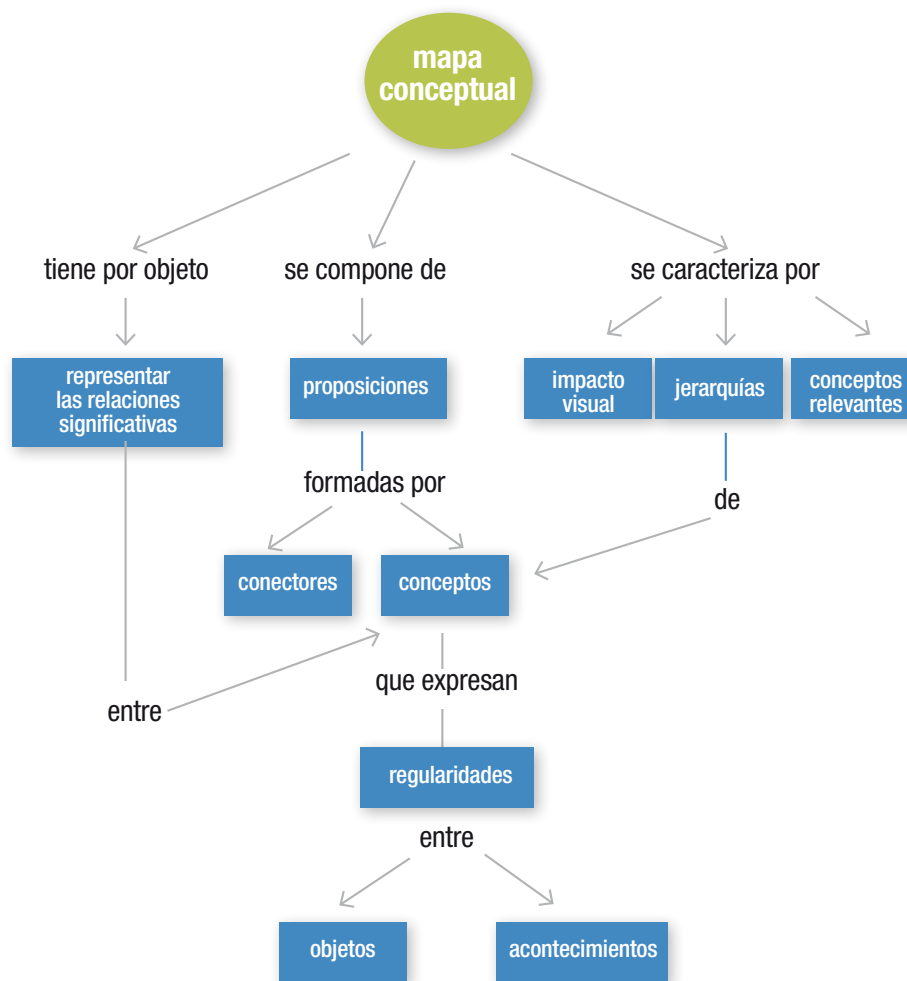 mapa
conceptual
tiene por objeto
se compone de
se caracteriza por
representar
las relaciones
significativas
proposiciones
impacto
visual
jerarquías
conceptos
relevantes
formadas por
de
conectores
conceptos
que expresan
entre
regularidades
entre
objetos
acontecimientos